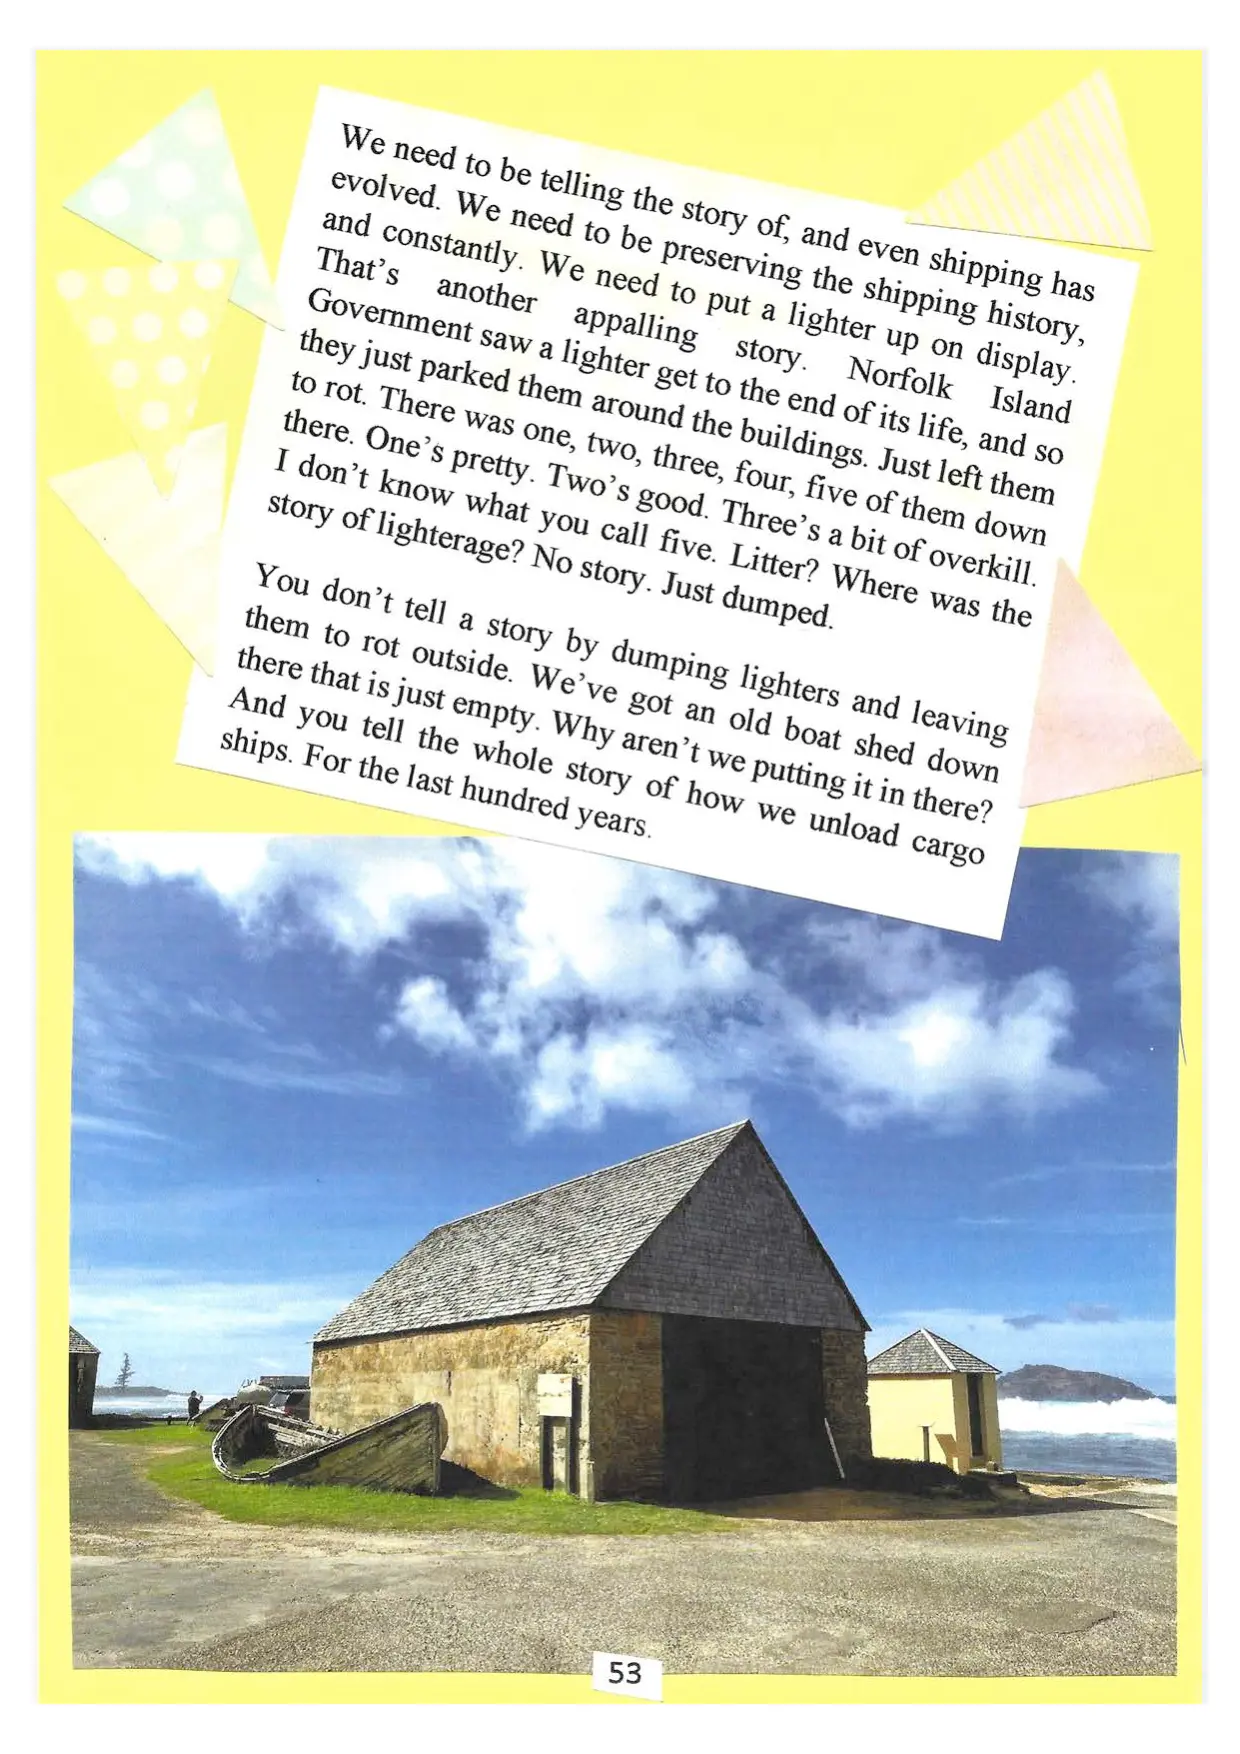 We need to be telling the story of, and even shipping has
evolved. We need to be preserving the shipping history,
and constantly. We need to put a lighter up on display.
That's another appalling story. Norfolk Island
Government saw a lighter get to the end of its life, and so
they just parked them around the buildings. Just left them
to rot. There was one, two, three, four, five of them down
there. One's pretty. Two's good. Three's a bit of overkill.
I don't know what you call five. Litter? Where was the
story of lighterage? No story. Just dumped.
You don't tell a story by dumping lighters and leaving
them to rot outside. We've got an old boat shed down
there that is just empty. Why aren't we putting it in there?
And you tell the whole story of how we unload cargo
ships. For the last hundred years.
53